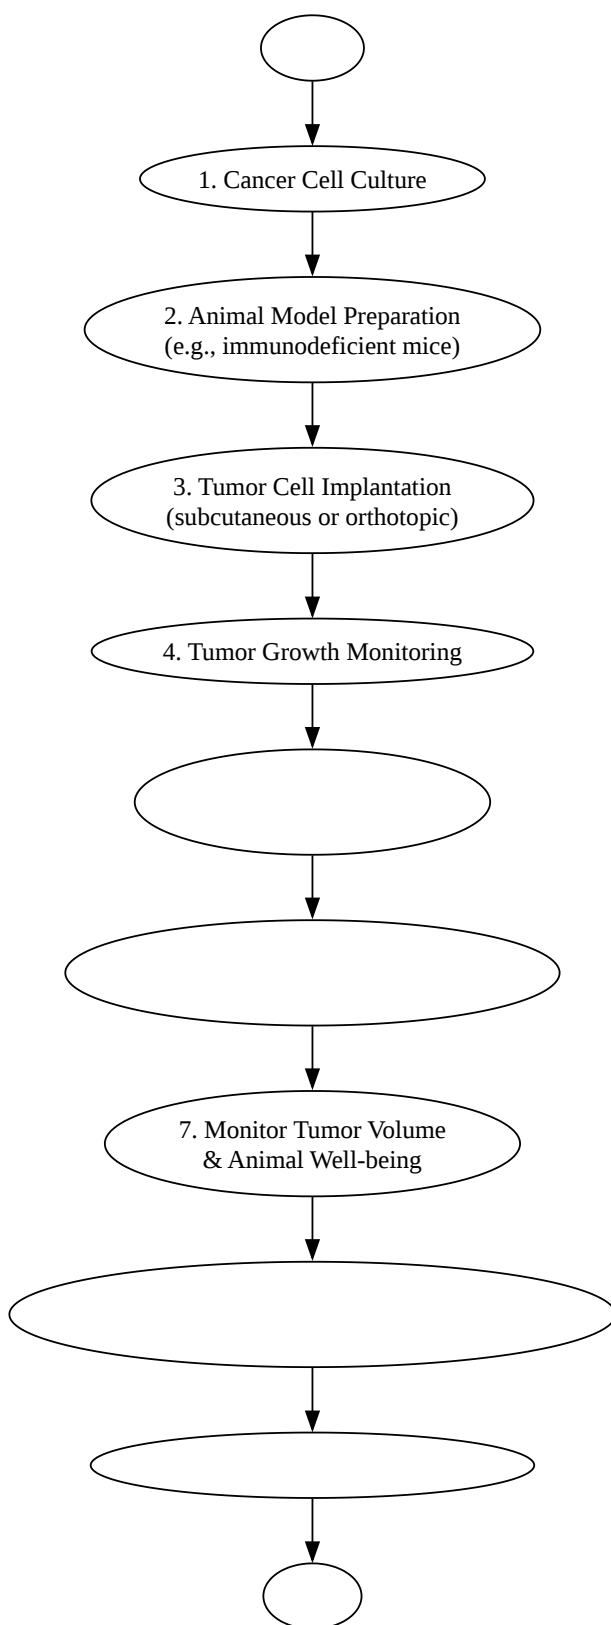 1. Cancer Cell Culture
2. Animal Model Preparation
(e.g., immunodeficient mice)
3. Tumor Cell Implantation
(subcutaneous or orthotopic)
4. Tumor Growth Monitoring
7. Monitor Tumor Volume
& Animal Well-being